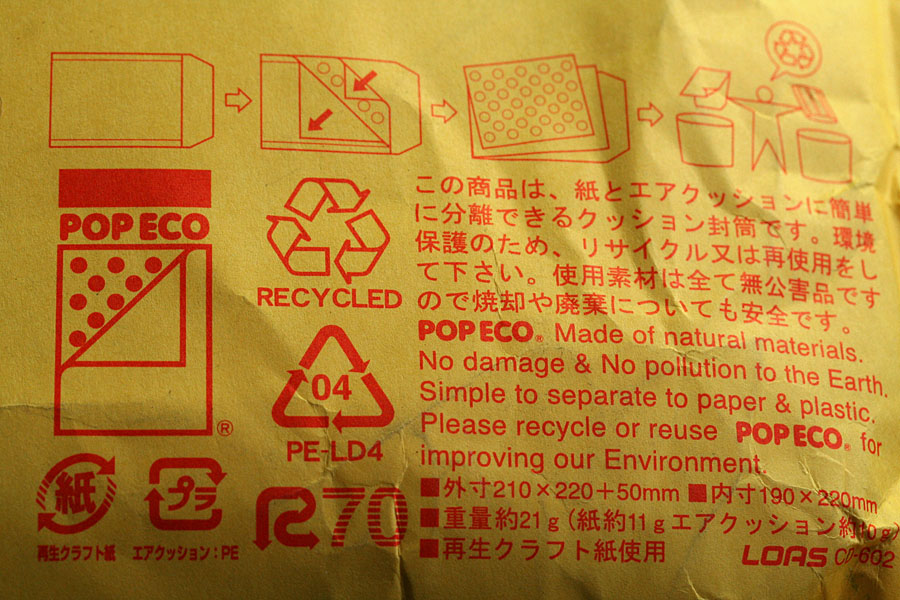 POP ECO
®
RECYCLED
04
PE-LD4
紙
再生クラフト紙
プラ
エアクッション:PE
R70
この商品は、紙とエアクッションに簡単
に分離できるクッション封筒です。環境
保護のため、リサイクル又は再使用をし
て下さい。使用素材は全て無公害品です
ので焼却や廃棄についても安全です。
POP ECO® Made of natural materials.
No damage & No pollution to the Earth.
Simple to separate to paper & plastic.
Please recycle or reuse POP ECO® for
improving our Environment.
■外寸210×220+50mm ■内寸190×220mm
■重量約21g(紙約11gエアクッション約10g)
■再生クラフト紙使用 LOAS CD-602